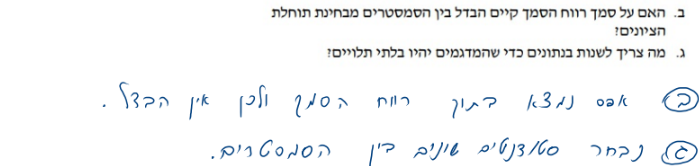 ב. האם על סמך רווח הסמך קיים הבדל בין הסמסטרים מבחינת תוחלת
הציונים?
ג. מה צריך לשנות בנתונים כדי שהמדגמים יהיו בלתי תלויים?
ב אפס נמצא בתוך רווח הסמך ולכן אין הבדל.
ג נבחר סטודנטים שונים בין הסמסטרים.